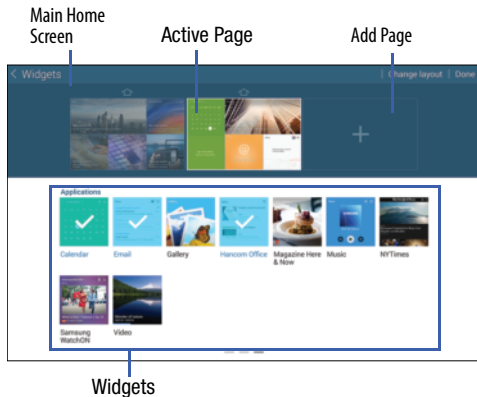 Main Home
Screen
Active Page
Add Page
< Widgets
Change layout | Done
Applications
Calendar
Email
Gallery
Hancom Office
Magazine Here
& Now
Music
NYTimes
Samsung
WatchON
Video
Widgets